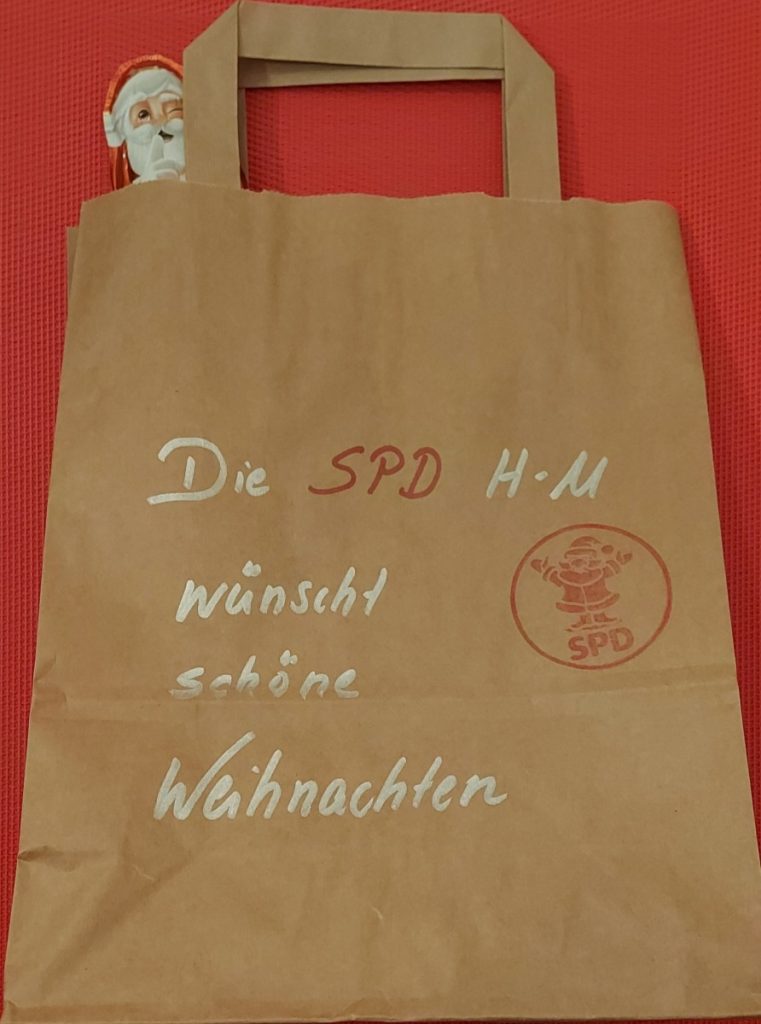 Die SPD H-M
wünscht
schöne
Weihnachten
SPD